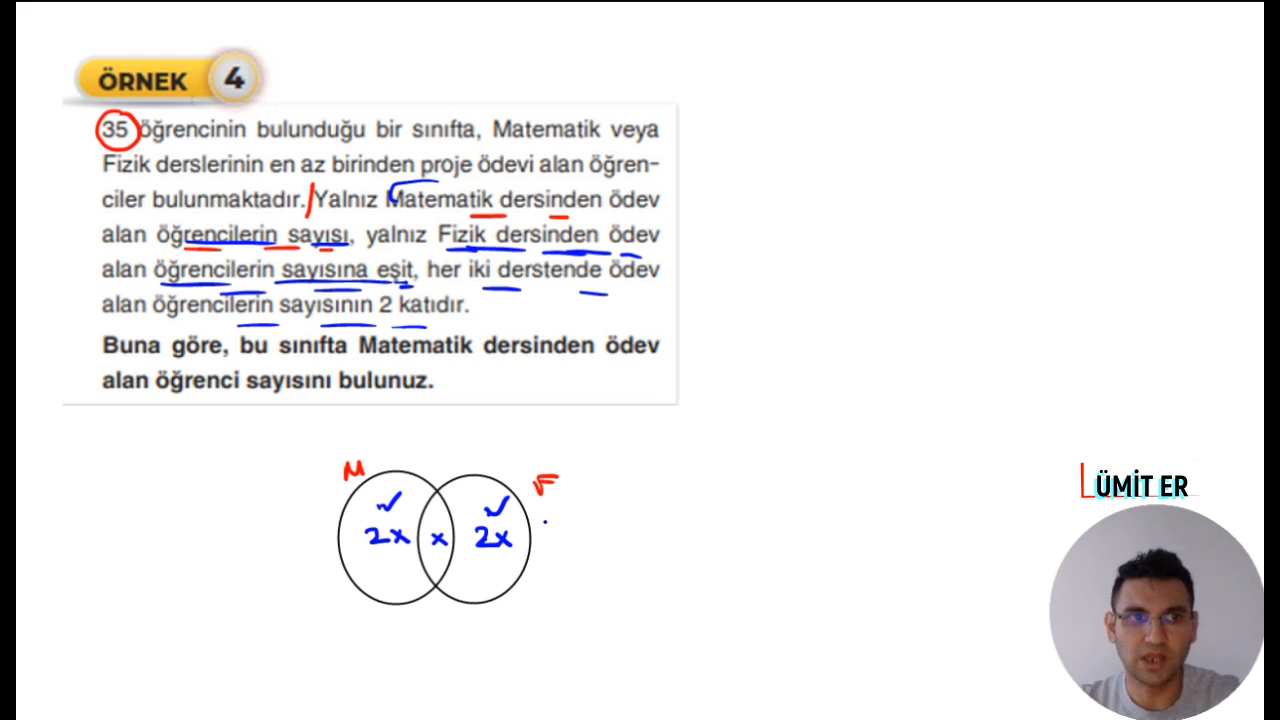 ÖRNEK 4
35 öğrencinin bulunduğu bir sınıfta, Matematik veya
Fizik derslerinin en az birinden proje ödevi alan öğren-
ciler bulunmaktadır. Yalnız Matematik dersinden ödev
alan öğrencilerin sayısı, yalnız Fizik dersinden ödev
alan öğrencilerin sayısına eşit, her iki derstende ödev
alan öğrencilerin sayısının 2 katıdır.
Buna göre, bu sınıfta Matematik dersinden ödev
alan öğrenci sayısını bulunuz.
M F
2x x 2x
ÜMİT ER